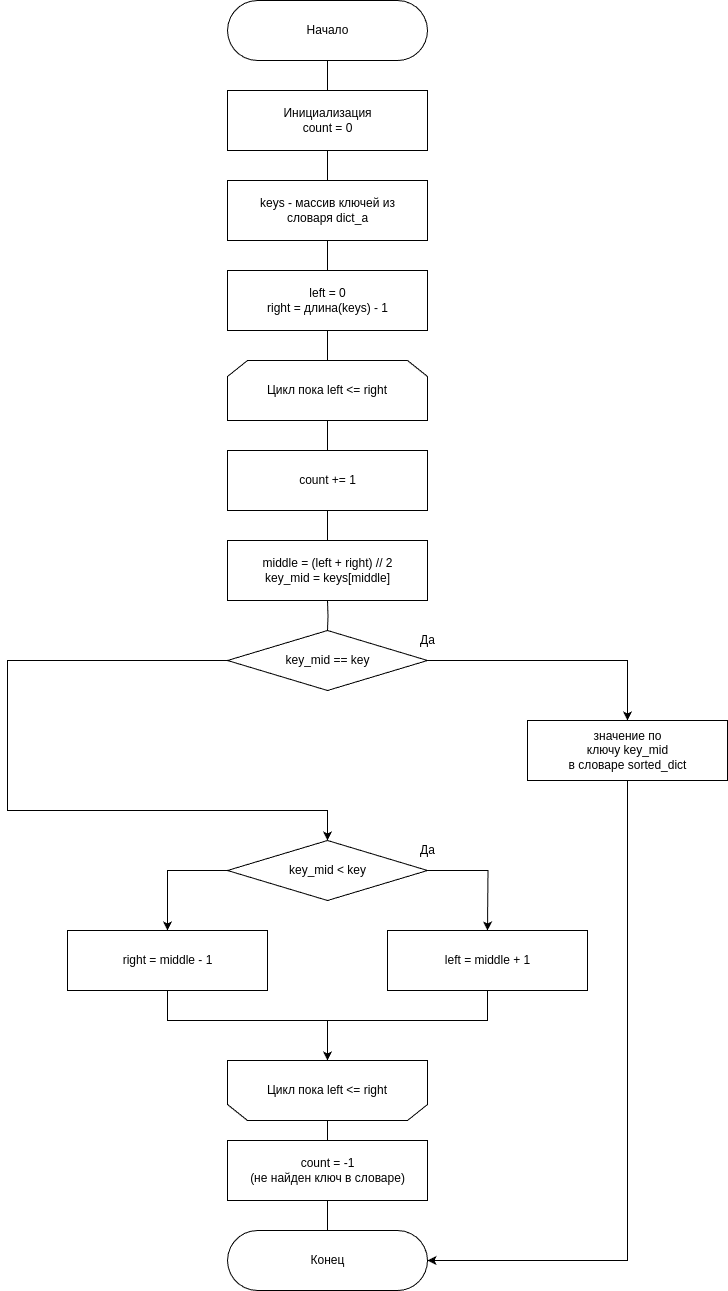 Начало
Инициализация
count = 0
keys - массив ключей из
словаря dict_a
left = 0
right = длина(keys) - 1
Цикл пока left <= right
count += 1
middle = (left + right) // 2
key_mid = keys[middle]
Да
key_mid == key
значение по
ключу key_mid
в словаре sorted_dict
Да
key_mid < key
right = middle - 1
left = middle + 1
Цикл пока left <= right
count = -1
(не найден ключ в словаре)
Конец